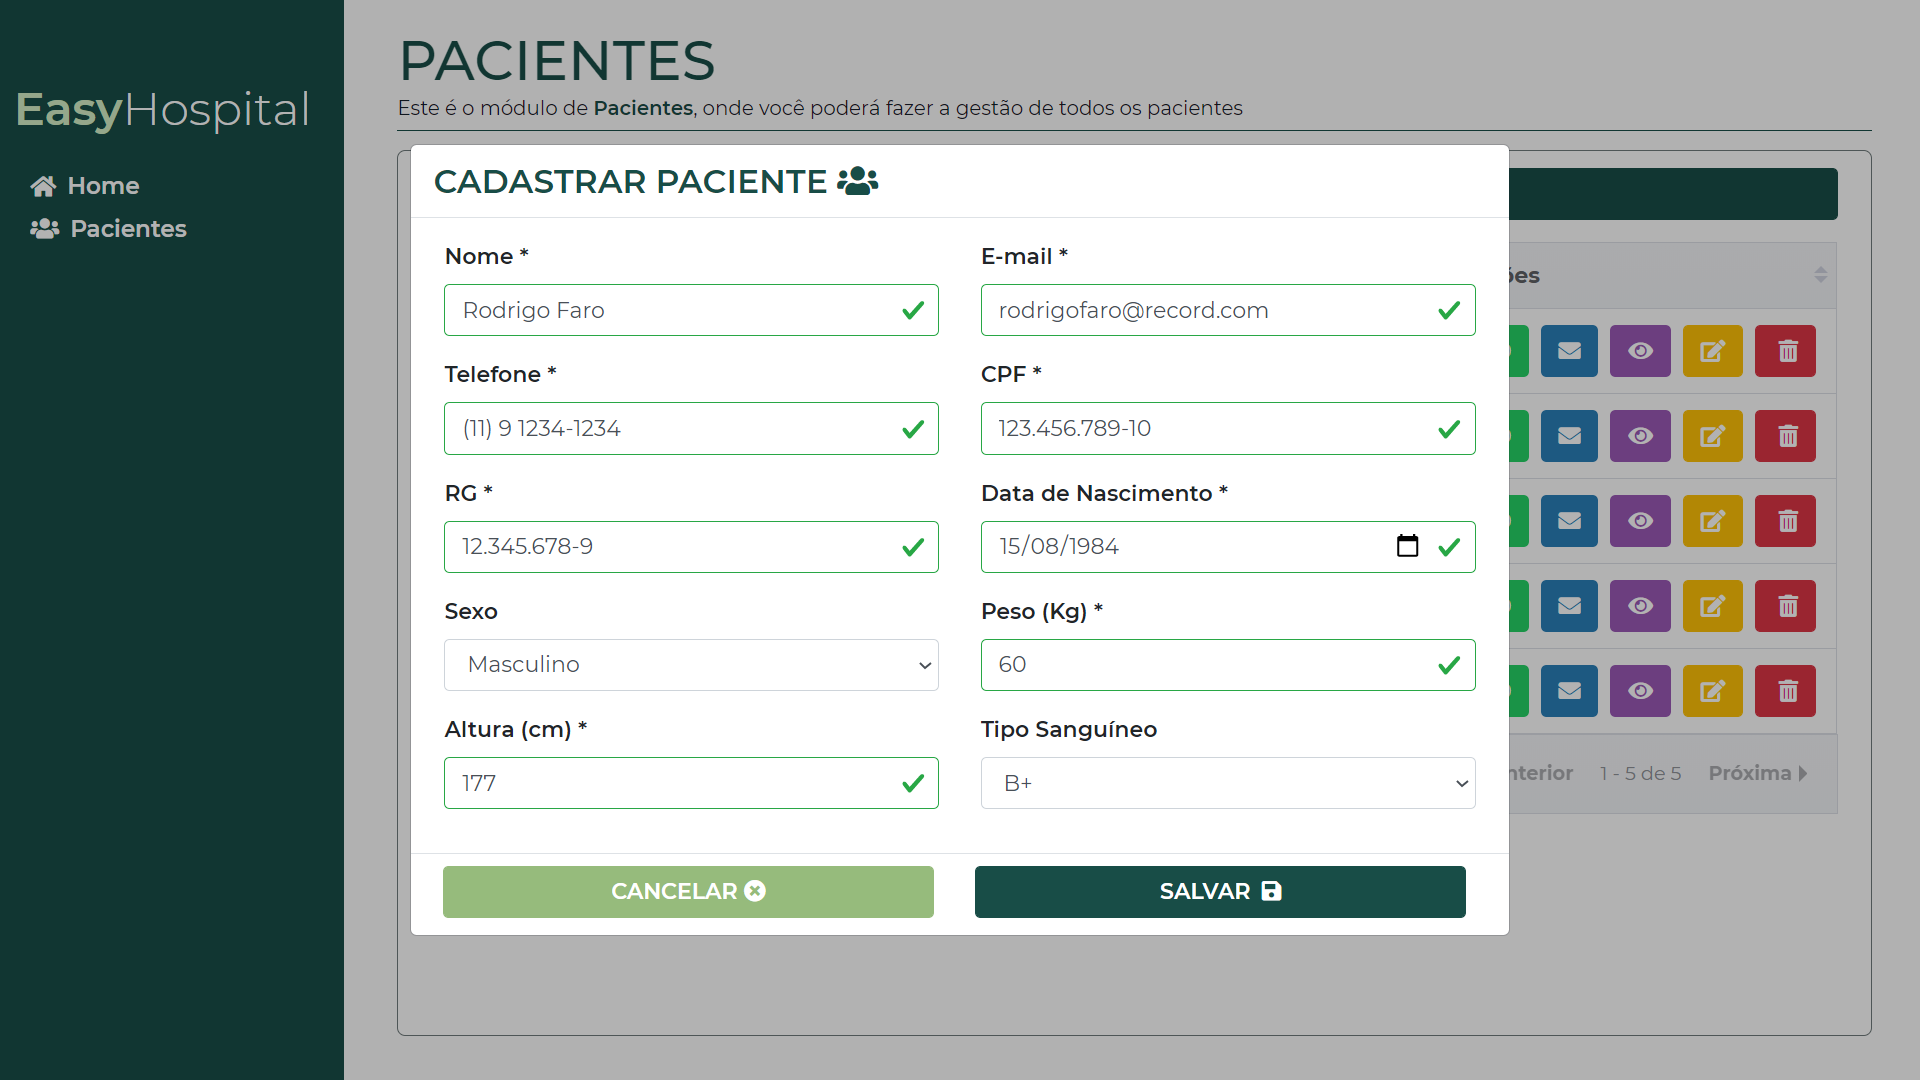 EasyHospital
Home
Pacientes
PACIENTES
Este é o módulo de Pacientes, onde você poderá fazer a gestão de todos os pacientes
CADASTRAR PACIENTE
Nome * E-mail *
Rodrigo Faro rodrigofaro@record.com
Telefone * CPF *
(11) 9 1234-1234 123.456.789-10
RG * Data de Nascimento *
12.345.678-9 15/08/1984
Sexo Peso (Kg) *
Masculino 60
Altura (cm) * Tipo Sanguíneo
177 B+
CANCELAR SALVAR
1 - 5 de 5 Próxima